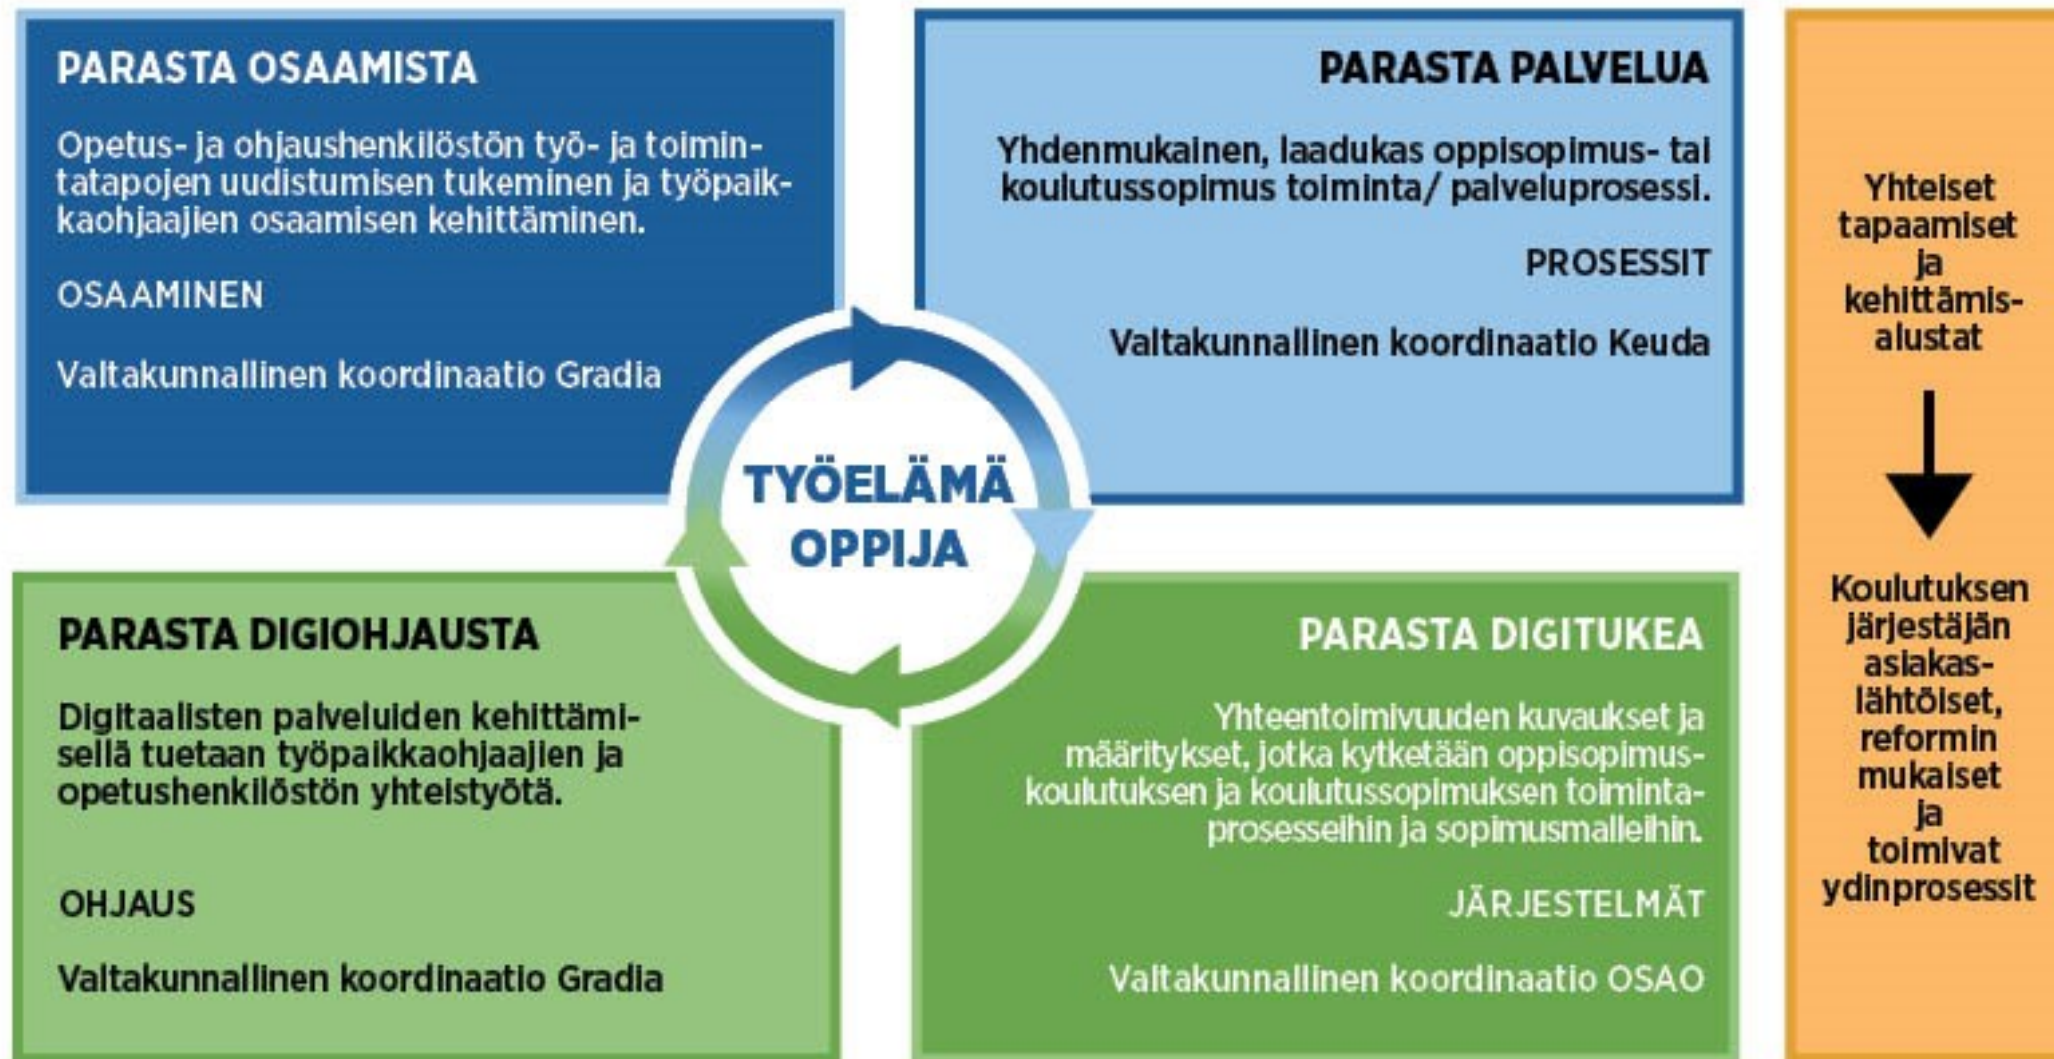 PARASTA OSAAMISTA
Opetus- ja ohjaushenkilöstön työ- ja toimin-
tatapojen uudistumisen tukeminen ja työpaik-
kaohjaajien osaamisen kehittäminen.
OSAAMINEN
Valtakunnallinen koordinaatio Gradia
PARASTA PALVELUA
Yhdenmukainen, laadukas oppisopimus- tai
koulutussopimus toiminta/ palveluprosessi.
PROSESSIT
Valtakunnallinen koordinaatio Keuda
TYÖELÄMÄ
OPPIJA
PARASTA DIGIOHJAUSTA
Digitaalisten palveluiden kehittämi-
sellä tuetaan työpaikkaohjaajien ja
opetushenkilöstön yhteistyötä.
OHJAUS
Valtakunnallinen koordinaatio Gradia
PARASTA DIGITUKEA
Yhteentoimivuuden kuvaukset ja
määritykset, jotka kytketään oppisopimus-
koulutuksen ja koulutussopimuksen toiminta-
prosesseihin ja sopimusmalleihin.
JÄRJESTELMÄT
Valtakunnallinen koordinaatio OSAO
Yhteiset
tapaamiset
ja
kehittämis-
alustat
Koulutuksen
järjestäjän
asiakas-
lähtöiset,
reformin
mukaiset
ja
toimivat
ydinprosessit